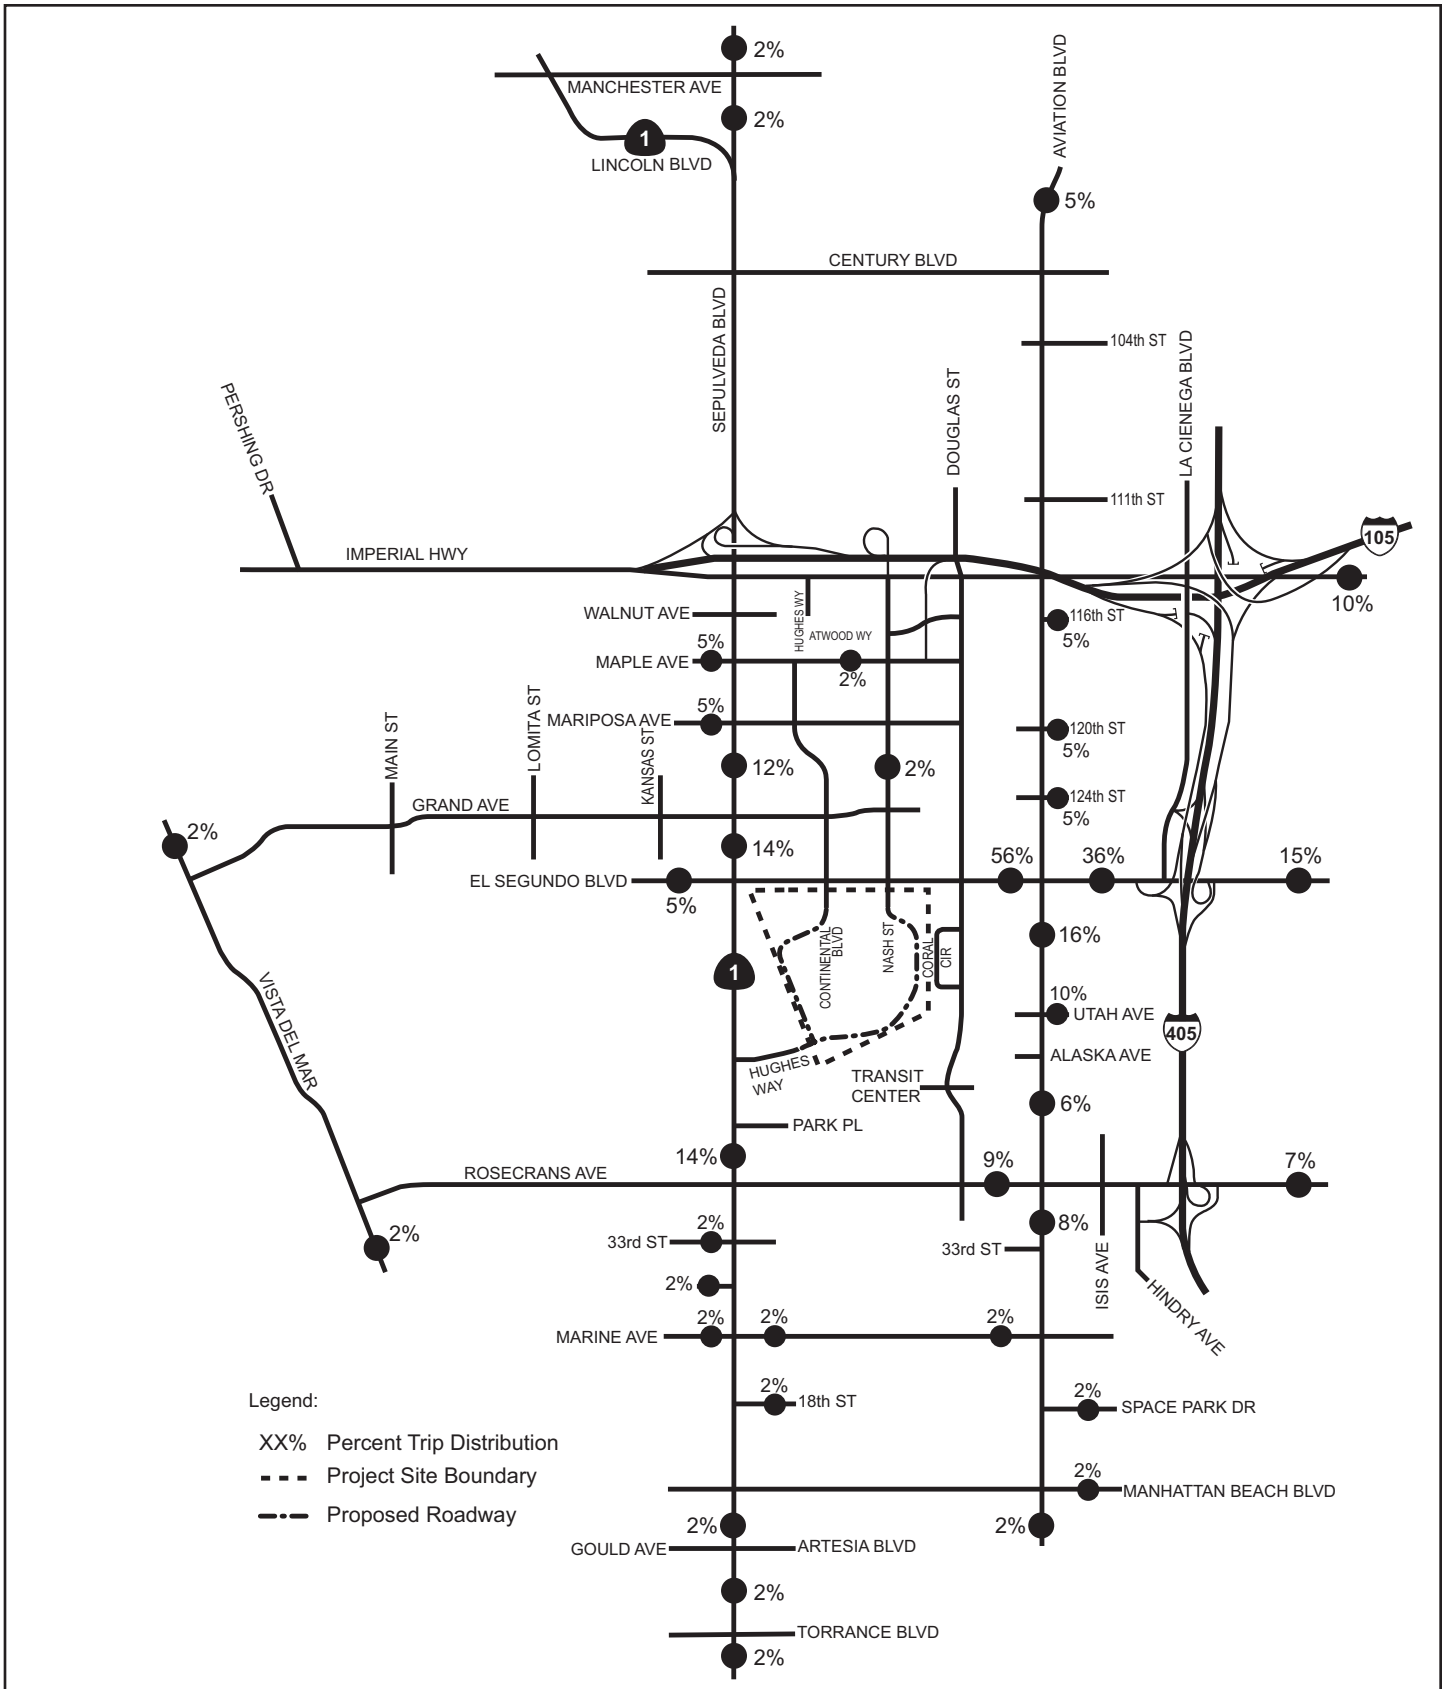 2%
MANCHESTER AVE
2%
1
LINCOLN BLVD
AVIATION BLVD
5%
CENTURY BLVD
SEPULVEDA BLVD
104th ST
LA CIENEGA BLVD
DOUGLAS ST
PERSHING DR
111th ST
105
IMPERIAL HWY
10%
WALNUT AVE
HUGHES WY
ATWOOD WY
116th ST
5%
5%
MAPLE AVE
2%
5%
MARIPOSA AVE
120th ST
5%
MAIN ST
LOMITA ST
KANSAS ST
12%
2%
124th ST
5%
GRAND AVE
2%
14%
56%
36%
15%
EL SEGUNDO BLVD
5%
16%
CONTINENTAL
BLVD
NASH ST
CORAL
CIR
1
VISTA DEL MAR
10%
UTAH AVE
405
ALASKA AVE
HUGHES
WAY
TRANSIT
CENTER
6%
PARK PL
14%
ROSECRANS AVE
9%
7%
2%
2%
33rd ST
8%
33rd ST
ISIS AVE
HINDRY AVE
2%
2%
2%
2%
MARINE AVE
2%
18th ST
2%
SPACE PARK DR
Legend:
XX% Percent Trip Distribution
Project Site Boundary
Proposed Roadway
2%
MANHATTAN BEACH BLVD
2%
2%
GOULD AVE
ARTESIA BLVD
2%
TORRANCE BLVD
2%